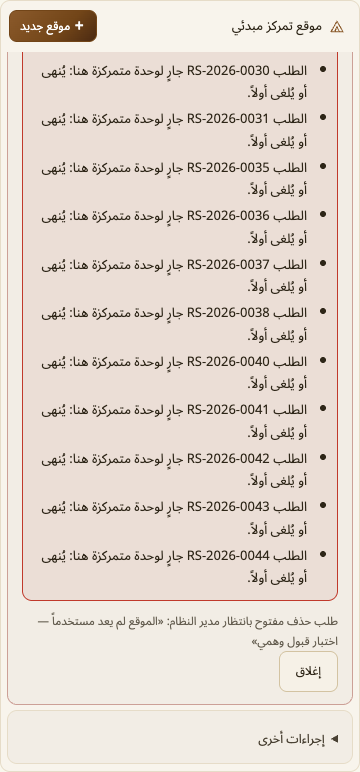 موقع تمركز مبدئي
+ موقع جديد
الطلب RS-2026-0030 جارٍ لوحدة متمركزة هنا: يُنهى
أو يُلغى أولاً.
الطلب RS-2026-0031 جارٍ لوحدة متمركزة هنا: يُنهى
أو يُلغى أولاً.
الطلب RS-2026-0035 جارٍ لوحدة متمركزة هنا: يُنهى
أو يُلغى أولاً.
الطلب RS-2026-0036 جارٍ لوحدة متمركزة هنا: يُنهى
أو يُلغى أولاً.
الطلب RS-2026-0037 جارٍ لوحدة متمركزة هنا: يُنهى
أو يُلغى أولاً.
الطلب RS-2026-0038 جارٍ لوحدة متمركزة هنا: يُنهى
أو يُلغى أولاً.
الطلب RS-2026-0040 جارٍ لوحدة متمركزة هنا: يُنهى
أو يُلغى أولاً.
الطلب RS-2026-0041 جارٍ لوحدة متمركزة هنا: يُنهى
أو يُلغى أولاً.
الطلب RS-2026-0042 جارٍ لوحدة متمركزة هنا: يُنهى
أو يُلغى أولاً.
الطلب RS-2026-0043 جارٍ لوحدة متمركزة هنا: يُنهى
أو يُلغى أولاً.
الطلب RS-2026-0044 جارٍ لوحدة متمركزة هنا: يُنهى
أو يُلغى أولاً.
طلب حذف مفتوح بانتظار مدير النظام: «الموقع لم يعد مستخدماً —
اختبار قبول وهمي»
إغلاق
إجراءات أخرى